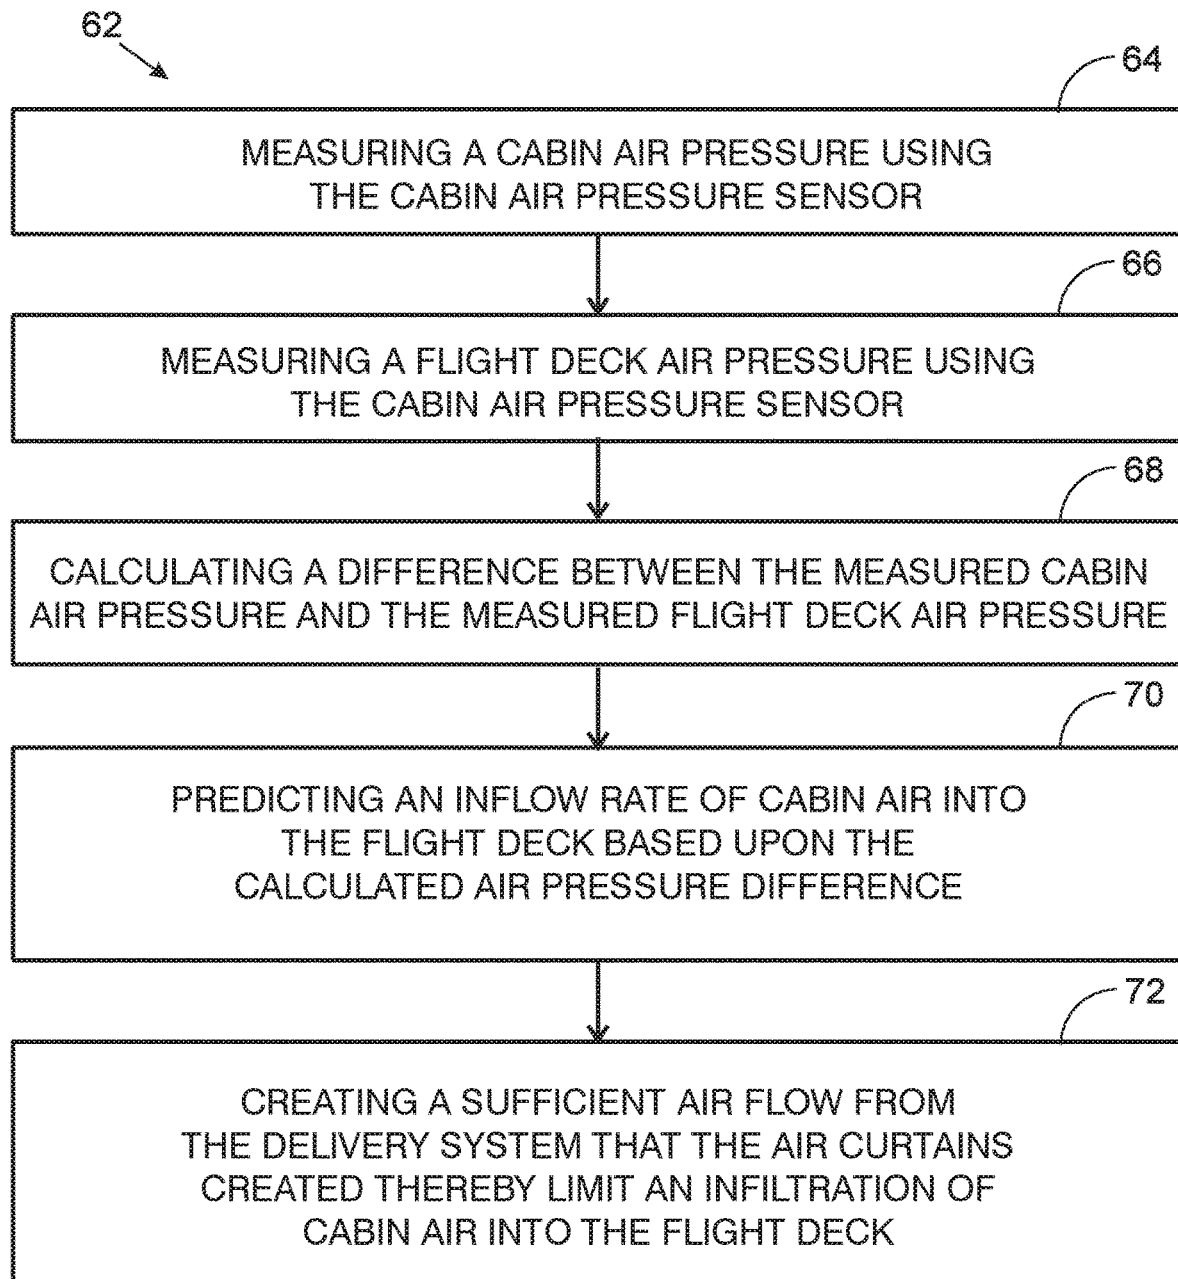 62
64
MEASURING A CABIN AIR PRESSURE USING
THE CABIN AIR PRESSURE SENSOR
66
MEASURING A FLIGHT DECK AIR PRESSURE USING
THE CABIN AIR PRESSURE SENSOR
68
CALCULATING A DIFFERENCE BETWEEN THE MEASURED CABIN
AIR PRESSURE AND THE MEASURED FLIGHT DECK AIR PRESSURE
70
PREDICTING AN INFLOW RATE OF CABIN AIR INTO
THE FLIGHT DECK BASED UPON THE
CALCULATED AIR PRESSURE DIFFERENCE
72
CREATING A SUFFICIENT AIR FLOW FROM
THE DELIVERY SYSTEM THAT THE AIR CURTAINS
CREATED THEREBY LIMIT AN INFILTRATION OF
CABIN AIR INTO THE FLIGHT DECK